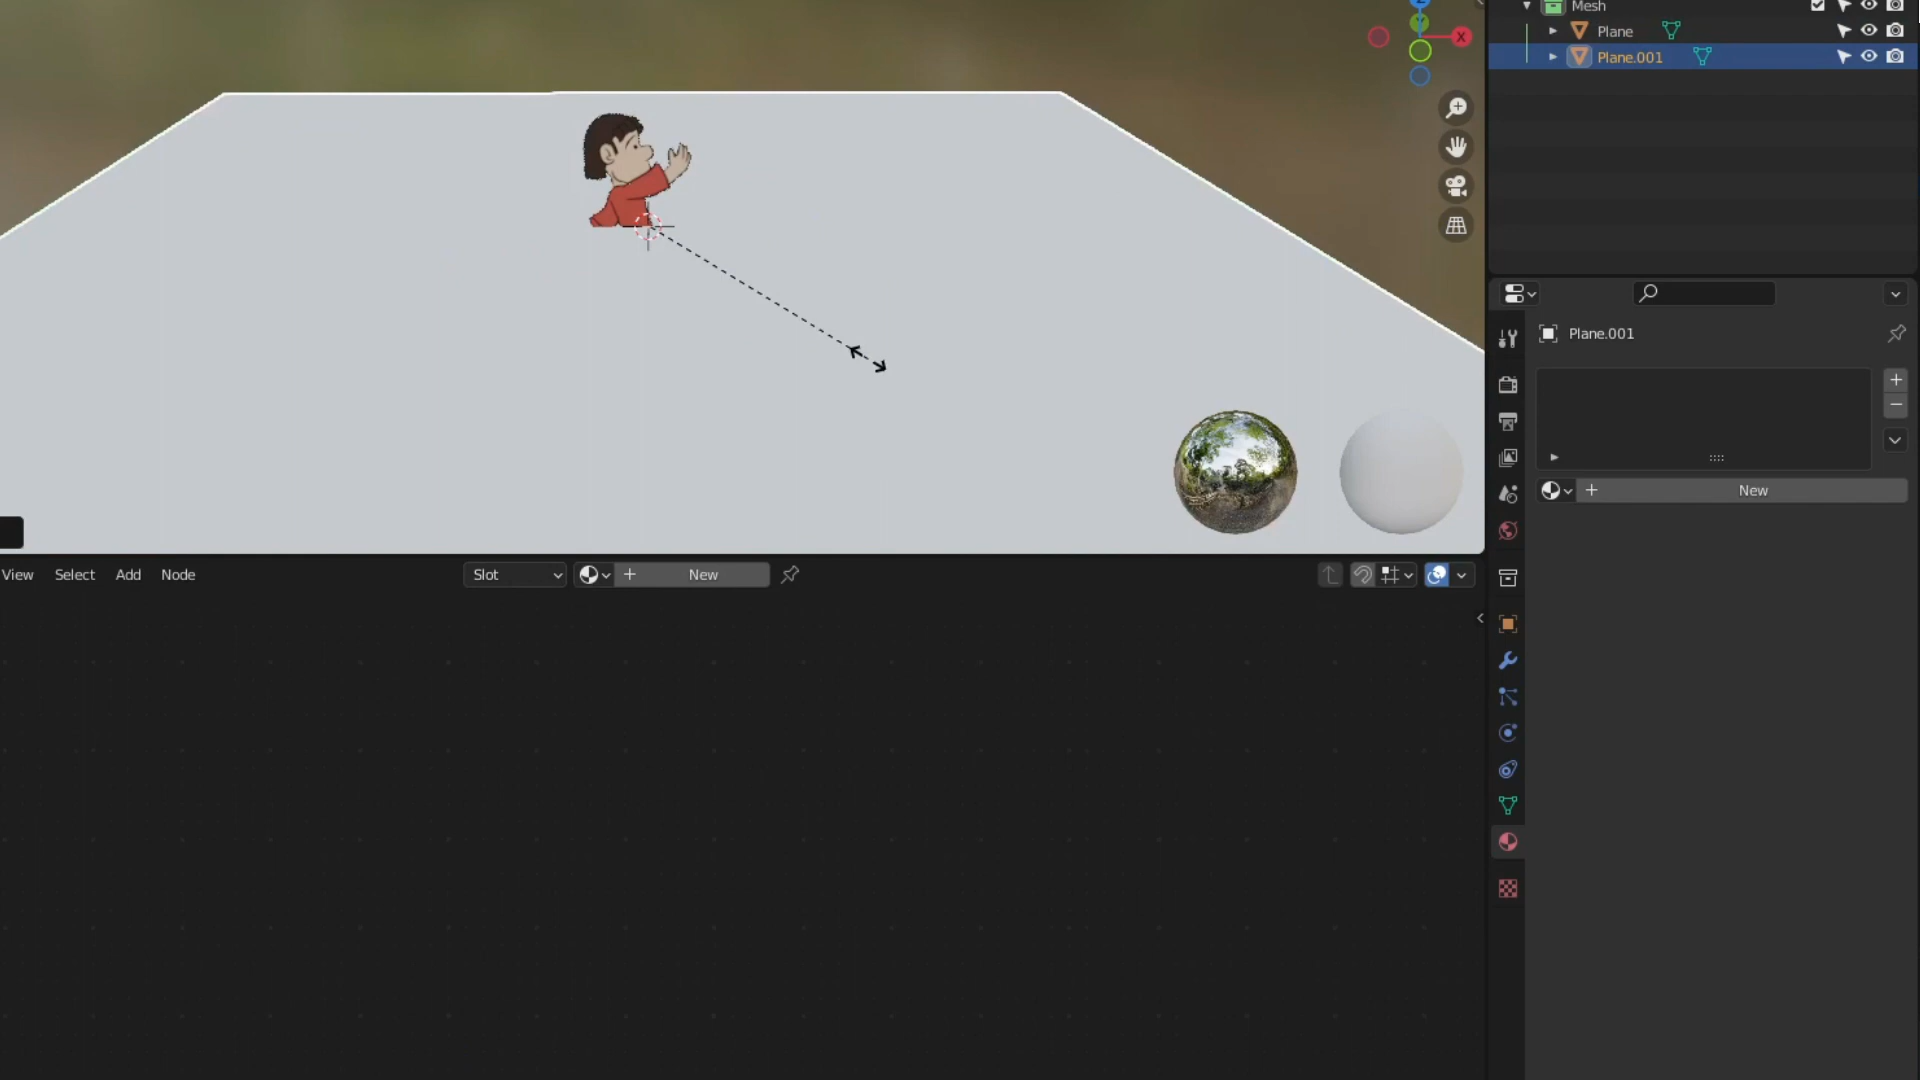 Mesh
Plane
Plane.001
X
Z
Plane.001
New
View Select Add Node Slot New